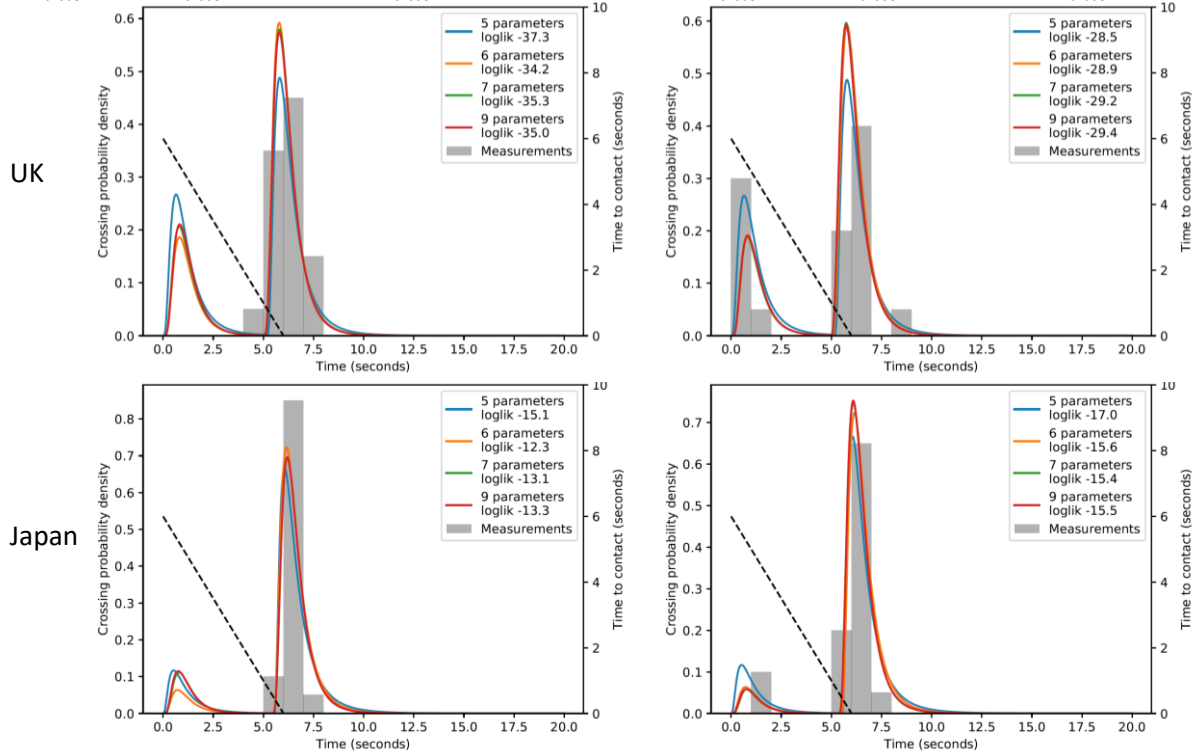 UK
0.6
0.5
0.4
0.3
0.2
0.1
0.0
Crossing probability density
10
8
6
4
2
0
Time to contact (seconds)
5 parameters
loglik -37.3
6 parameters
loglik -34.2
7 parameters
loglik -35.3
9 parameters
loglik -35.0
Measurements
0.0 2.5 5.0 7.5 10.0 12.5 15.0 17.5 20.0
Time (seconds)
0.6
0.5
0.4
0.3
0.2
0.1
0.0
Crossing probability density
10
8
6
4
2
0
Time to contact (seconds)
5 parameters
loglik -28.5
6 parameters
loglik -28.9
7 parameters
loglik -29.2
9 parameters
loglik -29.4
Measurements
0.0 2.5 5.0 7.5 10.0 12.5 15.0 17.5 20.0
Time (seconds)
Japan
0.8
0.7
0.6
0.5
0.4
0.3
0.2
0.1
0.0
Crossing probability density
10
8
6
4
2
0
Time to contact (seconds)
5 parameters
loglik -15.1
6 parameters
loglik -12.3
7 parameters
loglik -13.1
9 parameters
loglik -13.3
Measurements
0.0 2.5 5.0 7.5 10.0 12.5 15.0 17.5 20.0
Time (seconds)
0.7
0.6
0.5
0.4
0.3
0.2
0.1
0.0
Crossing probability density
10
8
6
4
2
0
Time to contact (seconds)
5 parameters
loglik -17.0
6 parameters
loglik -15.6
7 parameters
loglik -15.4
9 parameters
loglik -15.5
Measurements
0.0 2.5 5.0 7.5 10.0 12.5 15.0 17.5 20.0
Time (seconds)